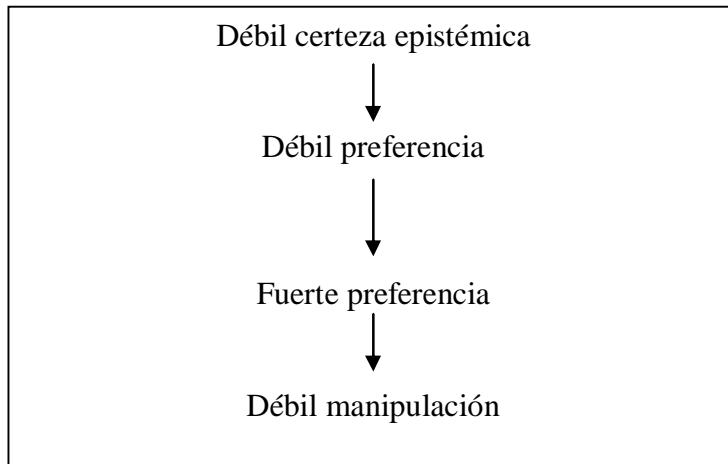 Débil certeza epistémica
Débil preferencia
Fuerte preferencia
Débil manipulación